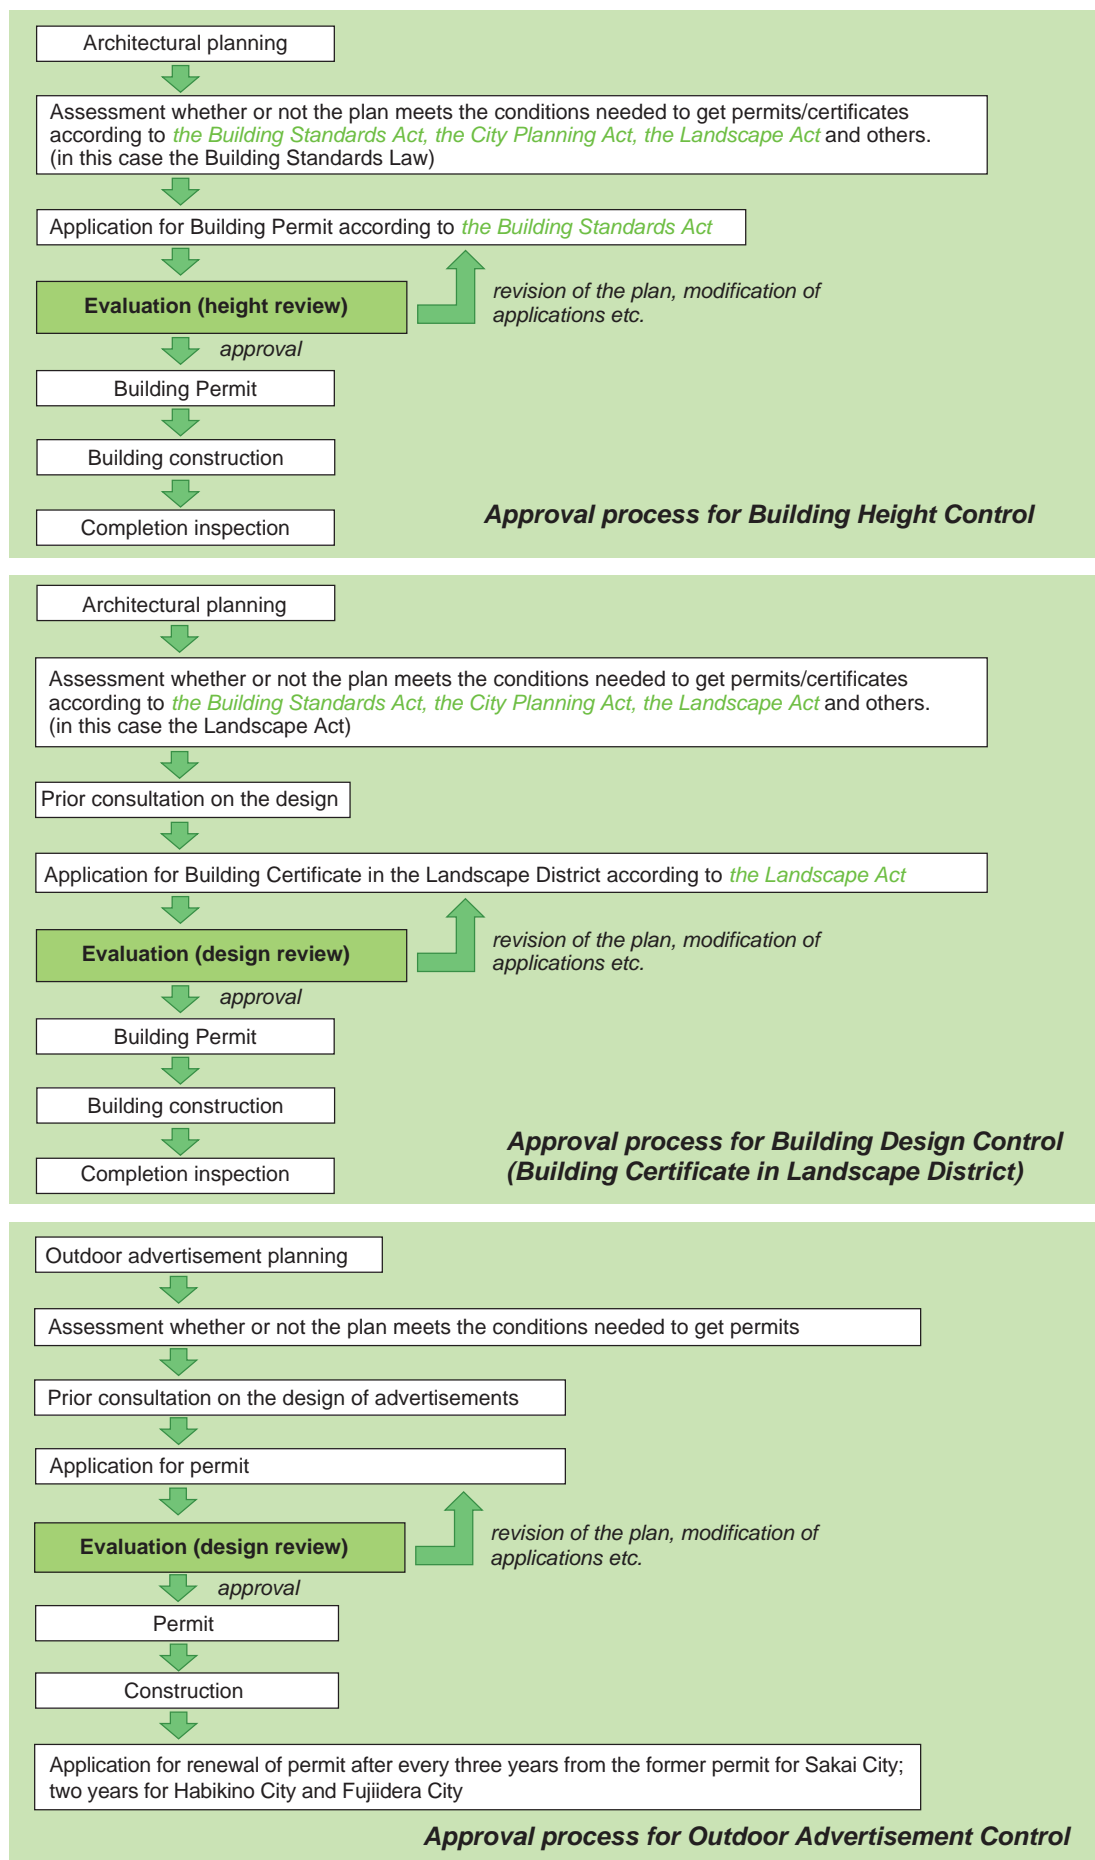 Architectural planning
Assessment whether or not the plan meets the conditions needed to get permits/certificates
according to the Building Standards Act, the City Planning Act, the Landscape Act and others.
(in this case the Building Standards Law)
Application for Building Permit according to the Building Standards Act
Evaluation (height review)
revision of the plan, modification of
applications etc.
approval
Building Permit
Building construction
Completion inspection
Approval process for Building Height Control
Architectural planning
Assessment whether or not the plan meets the conditions needed to get permits/certificates
according to the Building Standards Act, the City Planning Act, the Landscape Act and others.
(in this case the Landscape Act)
Prior consultation on the design
Application for Building Certificate in the Landscape District according to the Landscape Act
Evaluation (design review)
revision of the plan, modification of
applications etc.
approval
Building Permit
Building construction
Completion inspection
Approval process for Building Design Control
(Building Certificate in Landscape District)
Outdoor advertisement planning
Assessment whether or not the plan meets the conditions needed to get permits
Prior consultation on the design of advertisements
Application for permit
Evaluation (design review)
revision of the plan, modification of
applications etc.
approval
Permit
Construction
Application for renewal of permit after every three years from the former permit for Sakai City;
two years for Habikino City and Fujiidera City
Approval process for Outdoor Advertisement Control